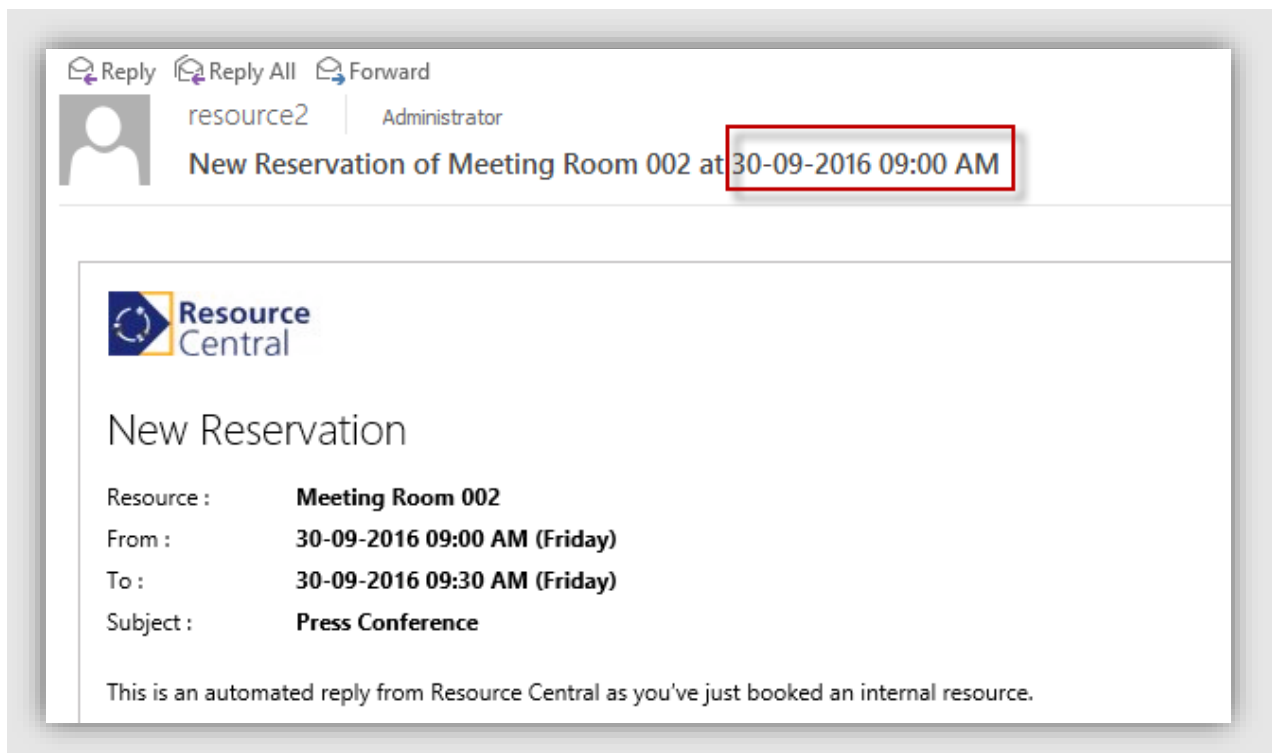 Reply Reply All Forward
resource2 Administrator
New Reservation of Meeting Room 002 at 30-09-2016 09:00 AM
Resource
Central
New Reservation
Resource : Meeting Room 002
From : 30-09-2016 09:00 AM (Friday)
To : 30-09-2016 09:30 AM (Friday)
Subject : Press Conference
This is an automated reply from Resource Central as you've just booked an internal resource.